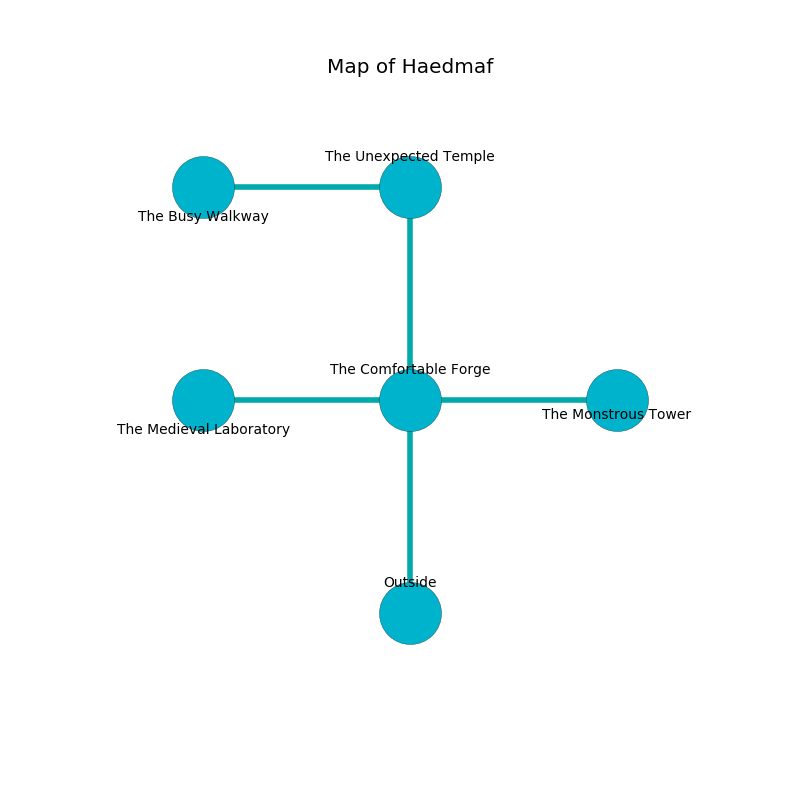 Map of Haedmaf
The Unexpected Temple
The Busy Walkway
The Comfortable Forge
The Monstrous Tower
The Medieval Laboratory
Outside